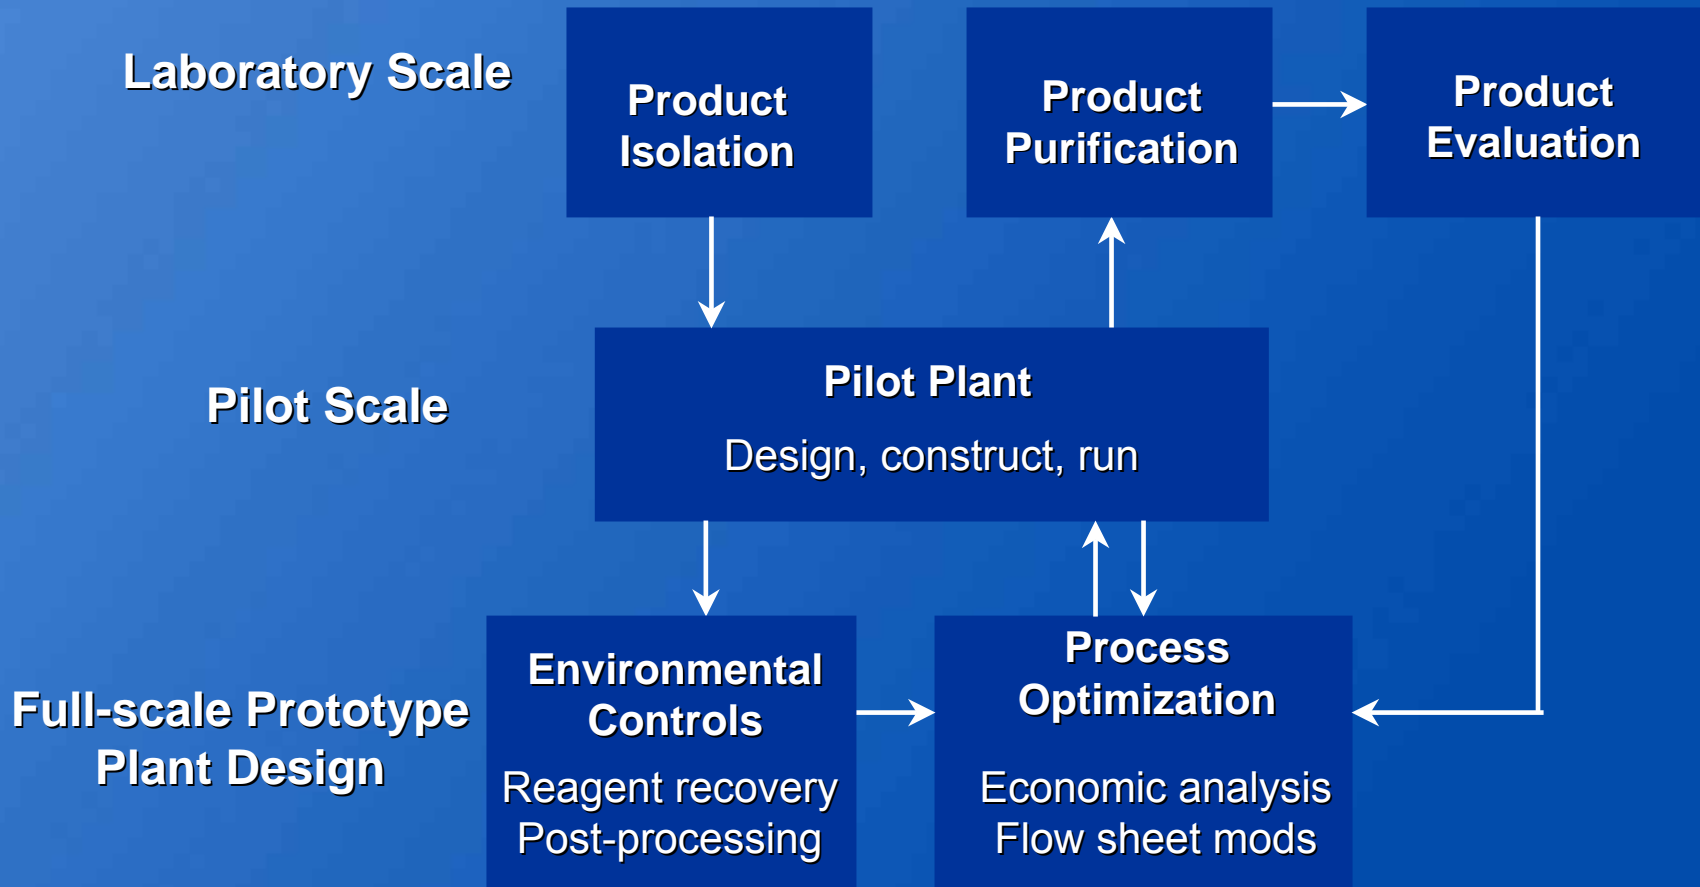 Laboratory Scale
Product
Isolation
Product
Purification
Product
Evaluation
Pilot Scale
Pilot Plant
Design, construct, run
Full-scale Prototype
Plant Design
Environmental
Controls
Reagent recovery
Post-processing
Process
Optimization
Economic analysis
Flow sheet mods